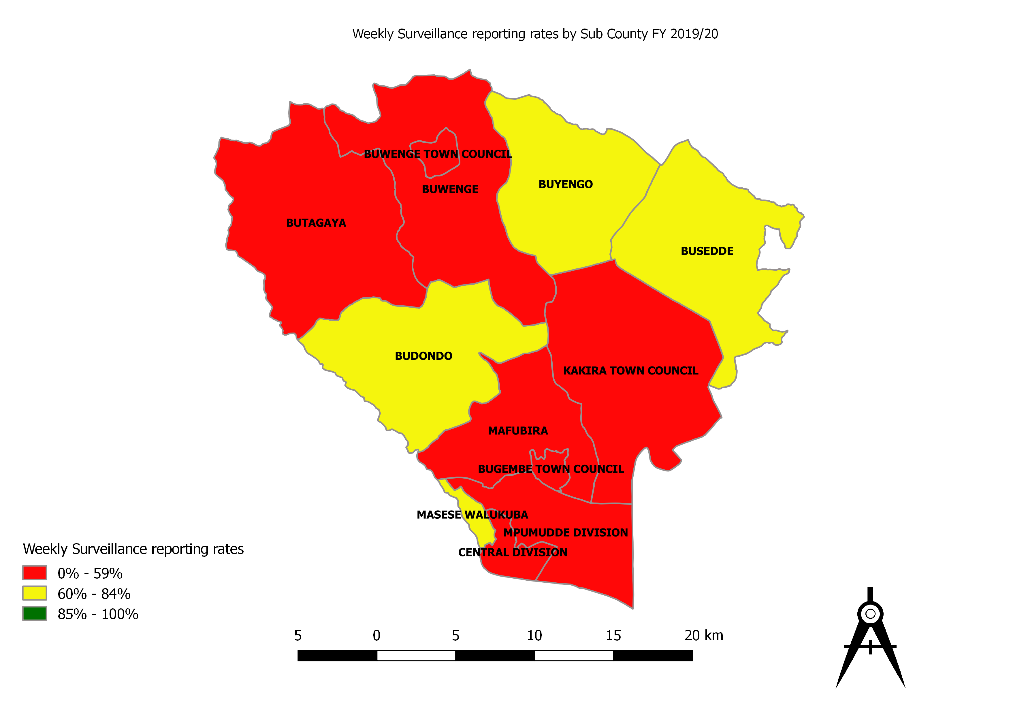 Weekly Surveillance reporting rates by Sub County FY 2019/20
BUWENGE TOWN COUNCIL
BUYENGO
BUWENGE
BUTAGAYA
BUSEDDE
BUDONDO
KAKIRA TOWN COUNCIL
MAFUBIRA
BUGEMBE TOWN COUNCIL
MASESE WALUKUBA
MPUMUDDE DIVISION
CENTRAL DIVISION
Weekly Surveillance reporting rates
0% - 59%
60% - 84%
85% - 100%
5 0 5 10 15 20 km